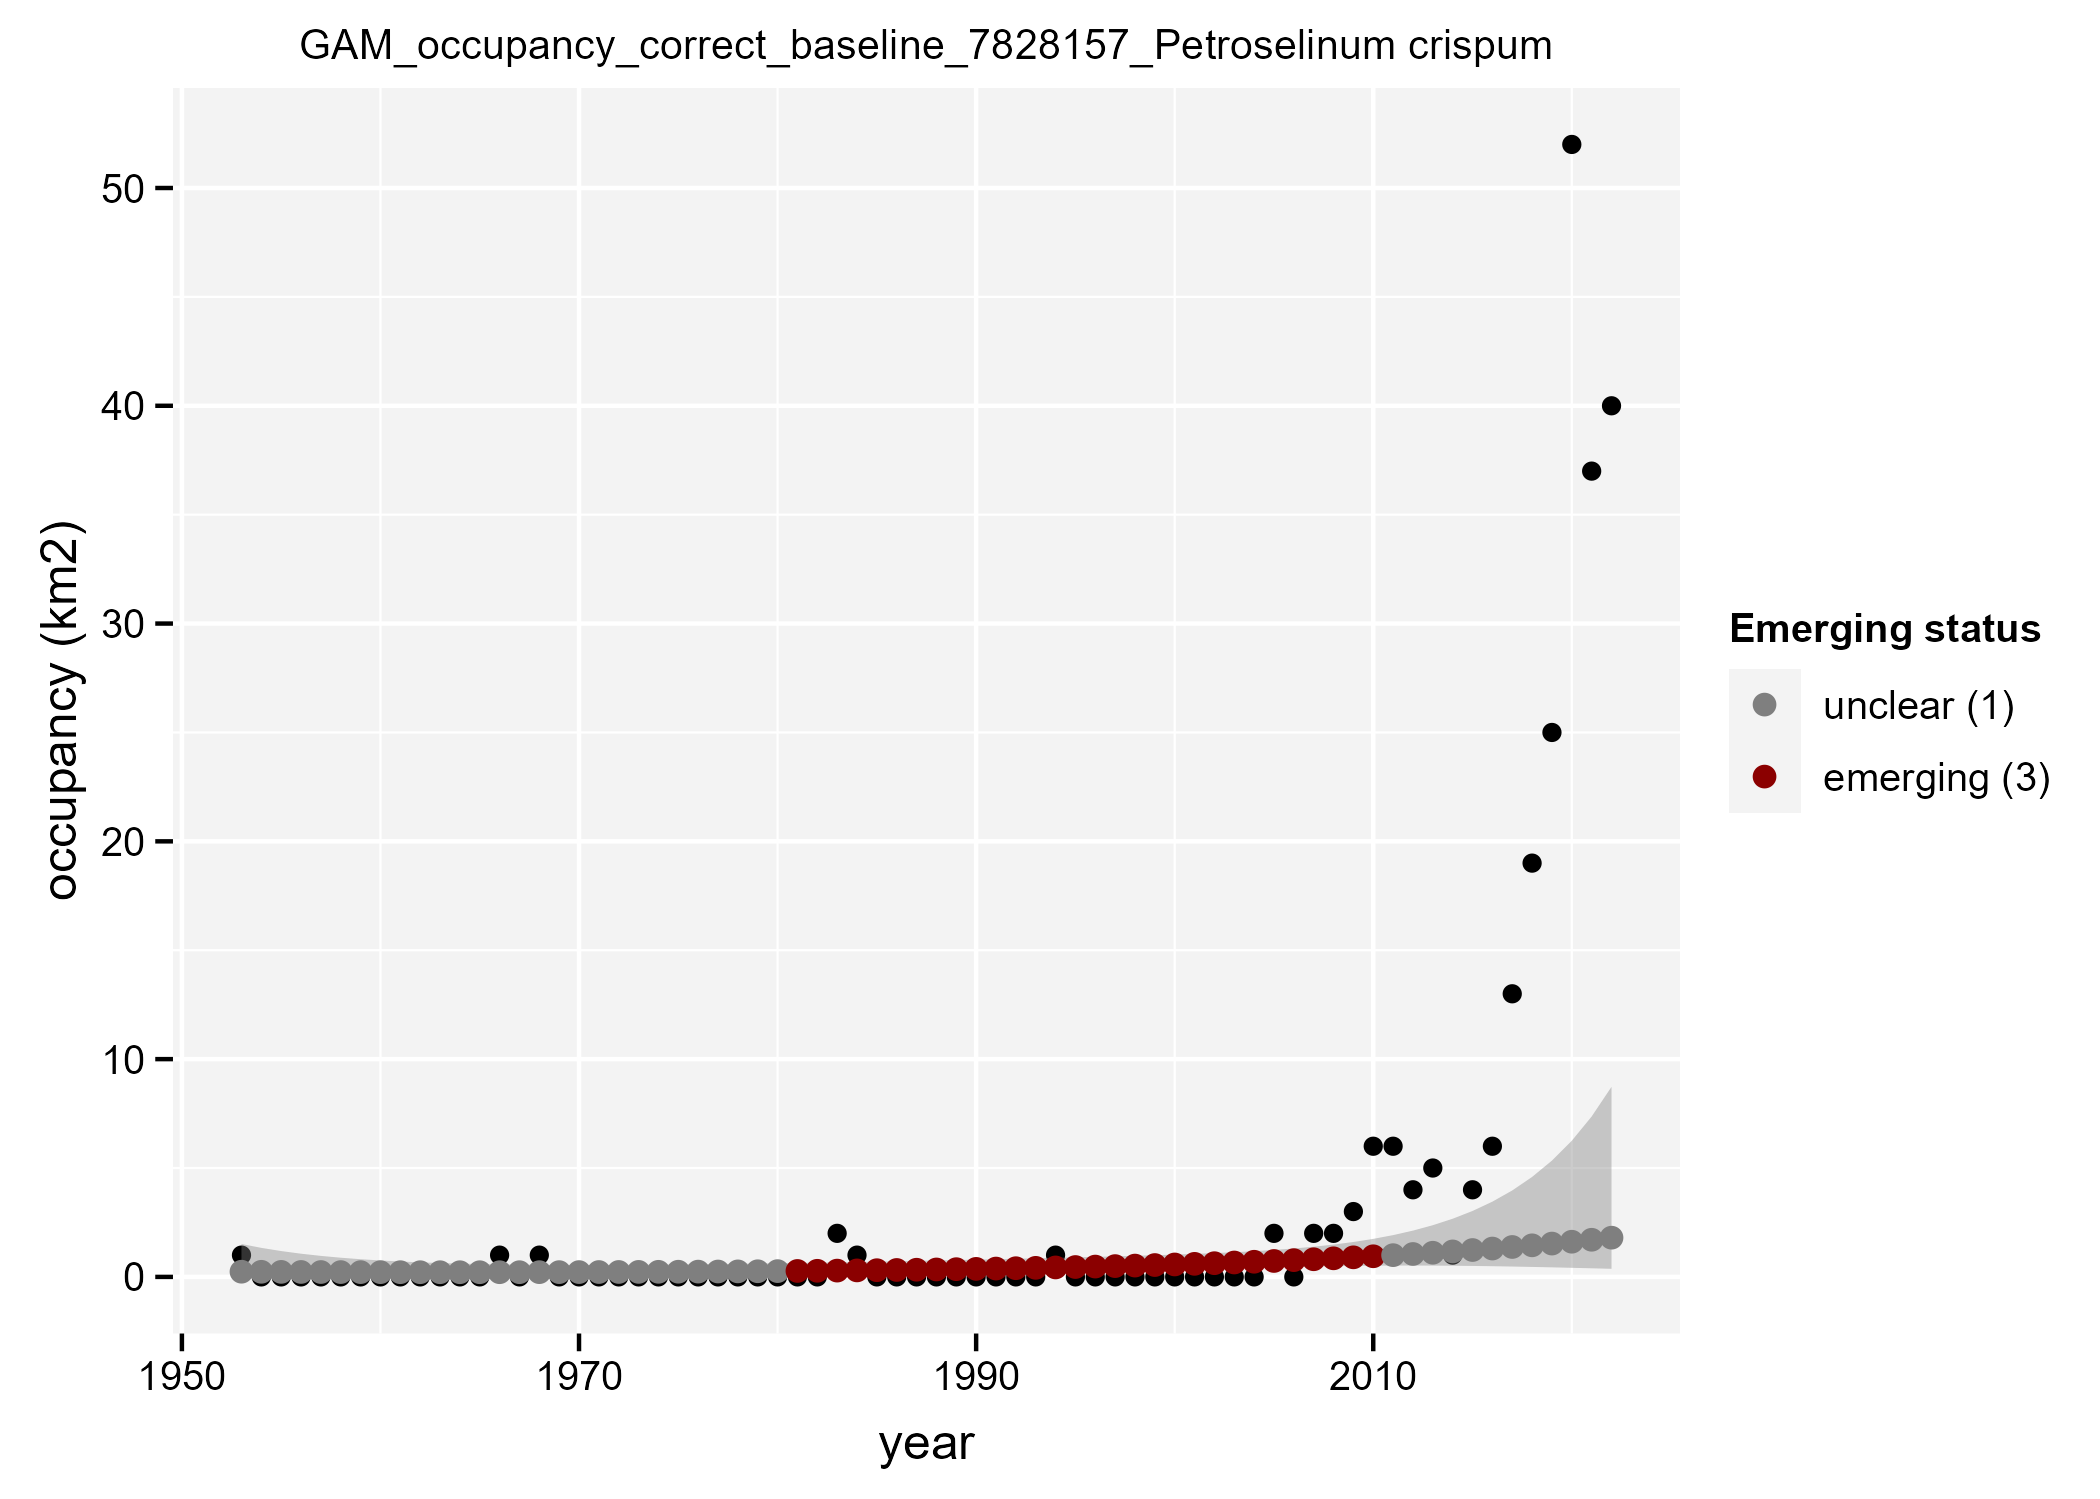 GAM_occupancy_correct_baseline_7828157_Petroselinum crispum
occupancy (km2)
50
40
30
20
10
0
1950 1970 1990 2010
year
Emerging status
unclear (1)
emerging (3)